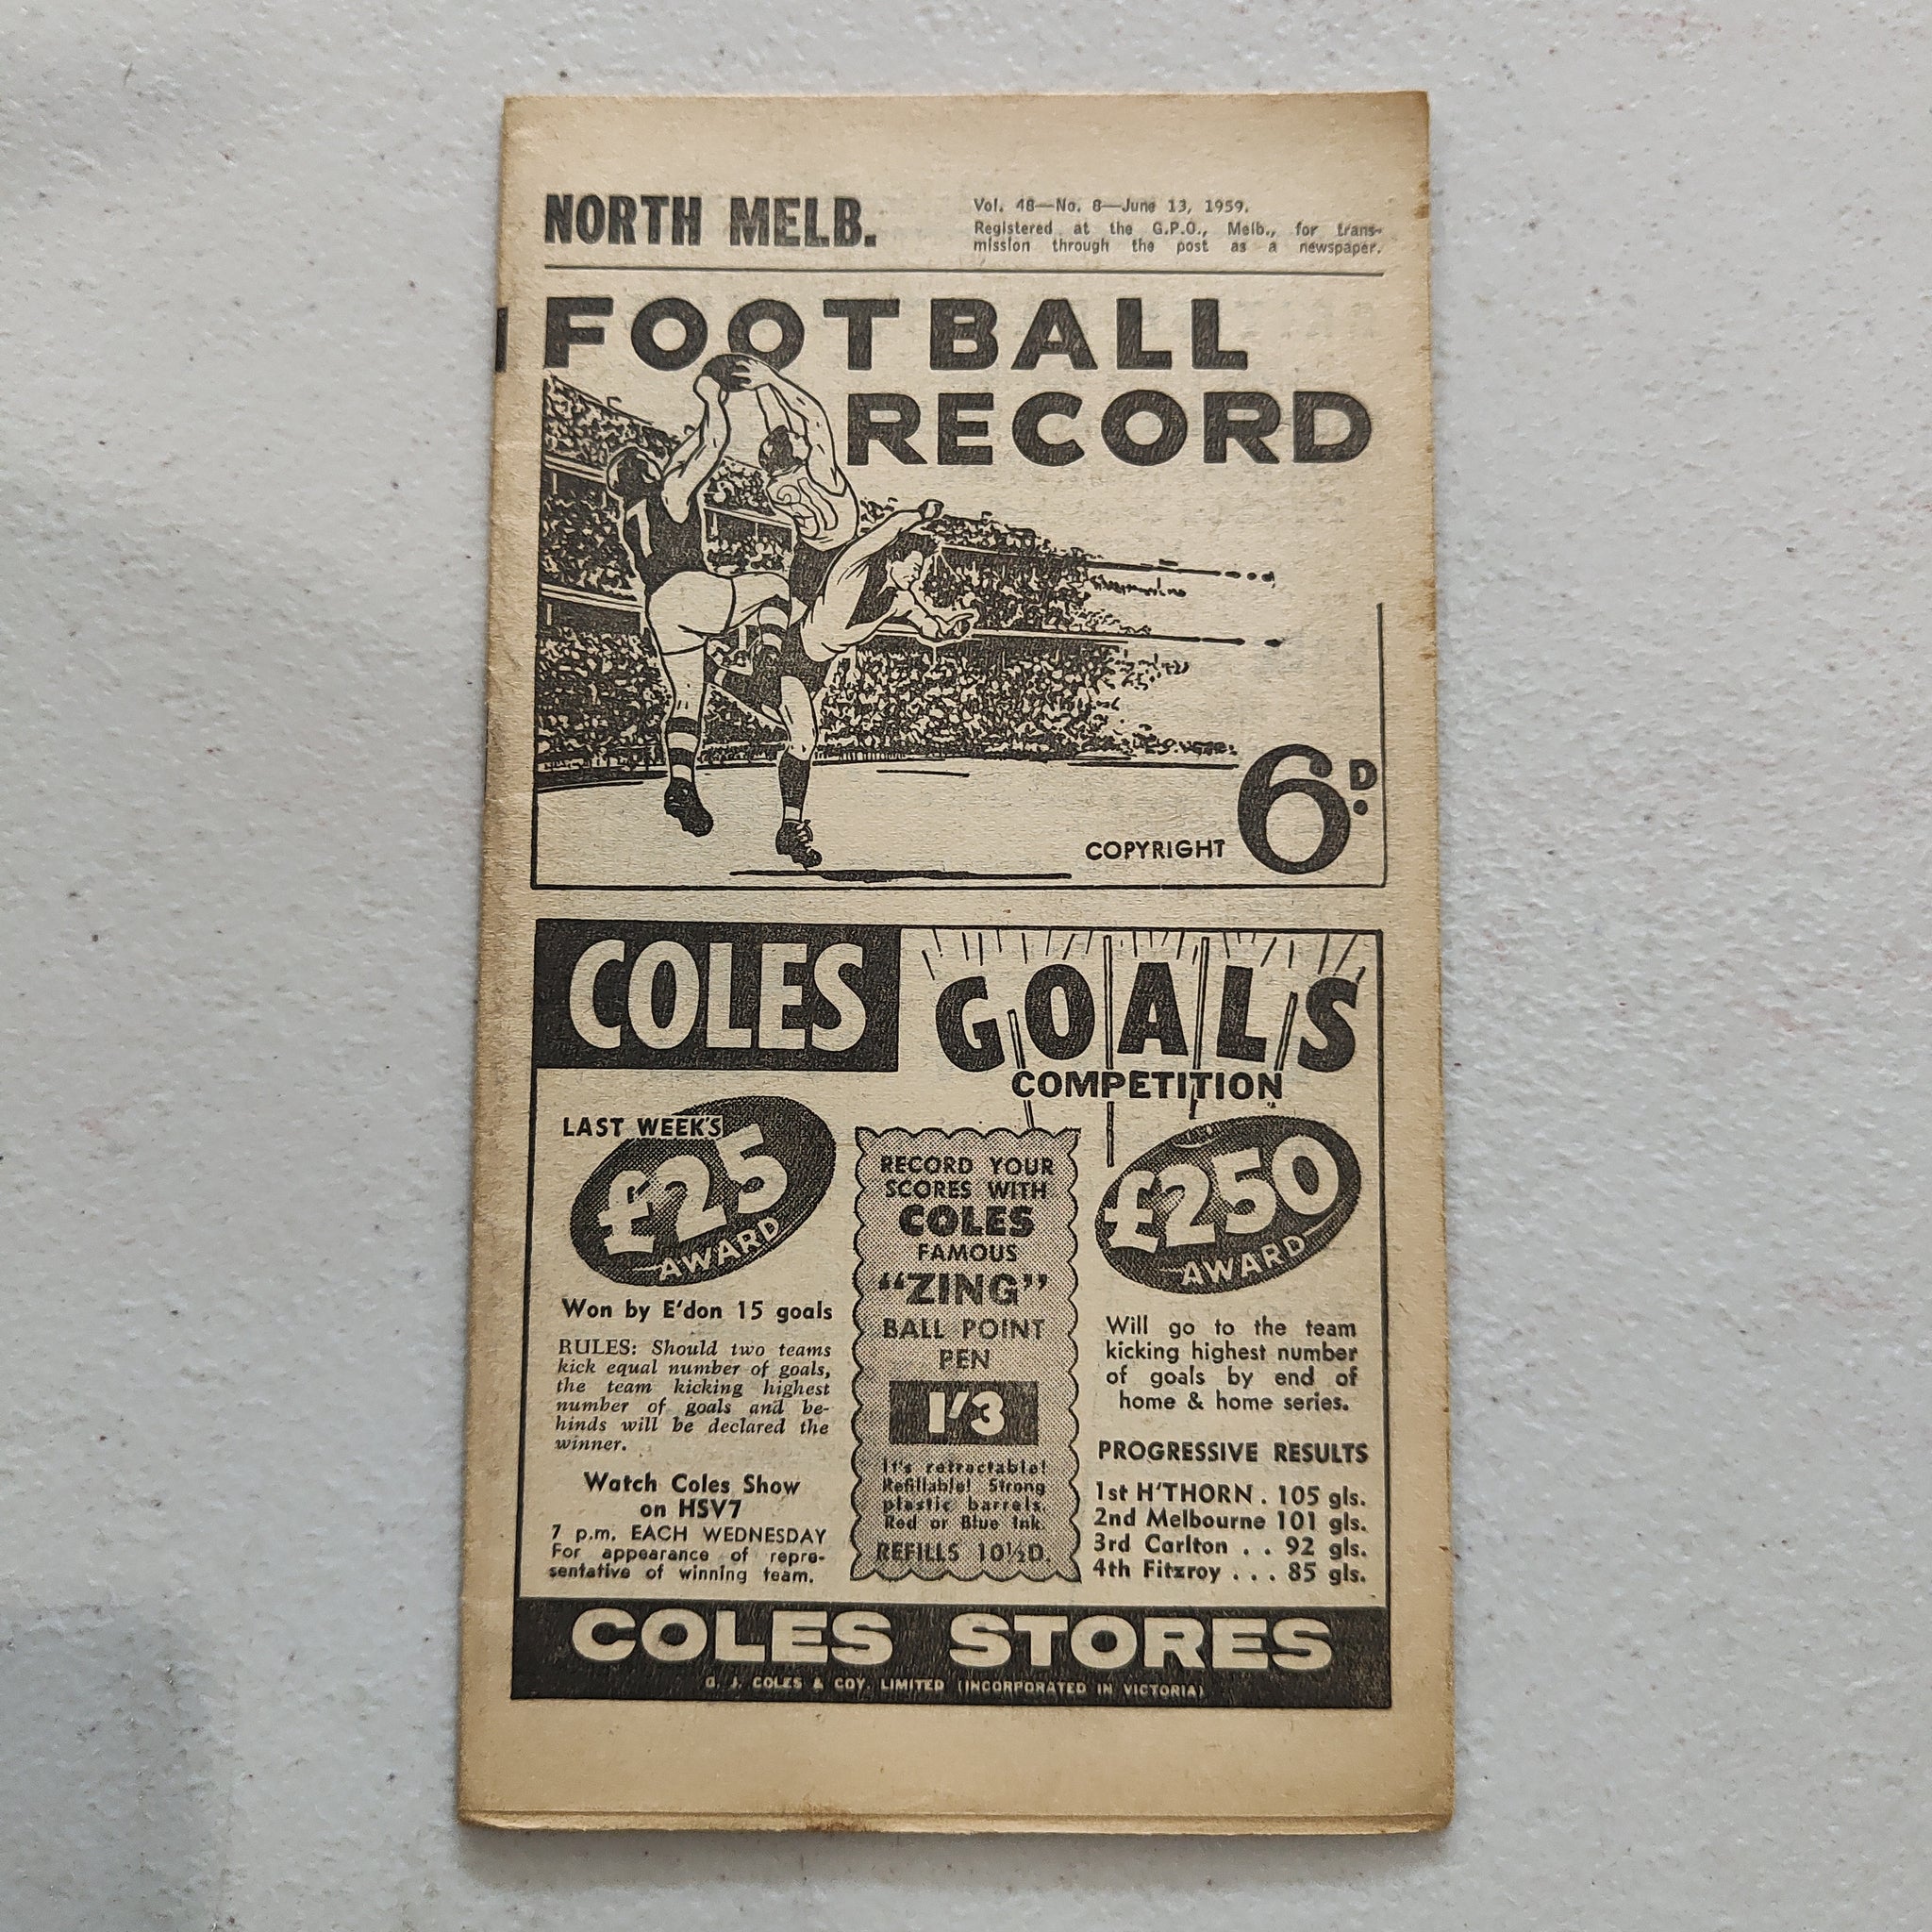 NORTH MELB.
Vol. 48—No. 8—June 13, 1959.
Registered at the G.P.O., Melb., for trans-
mission through the post as a newspaper.
FOOTBALL
RECORD
7
20
COPYRIGHT 6D.
COLES GOALS
COMPETITION
LAST WEEK'S
£25
AWARD
Won by E'don 15 goals
RULES: Should two teams
kick equal number of goals,
the team kicking highest
number of goals and be-
hinds will be declared the
winner.
Watch Coles Show
on HSV7
7 p.m. EACH WEDNESDAY
For appearance of repre-
sentative of winning team.
RECORD YOUR
SCORES WITH
COLES
FAMOUS
"ZING"
BALL POINT
PEN
1'3
It's retractable!
Refillable! Strong
plastic barrels.
Red or Blue Ink.
REFILLS 10½D.
£250
AWARD
Will go to the team
kicking highest number
of goals by end of
home & home series.
PROGRESSIVE RESULTS
1st H'THORN . 105 gls.
2nd Melbourne 101 gls.
3rd Carlton . . 92 gls.
4th Fitzroy . . . 85 gls.
COLES STORES
G. J. COLES & COY. LIMITED (INCORPORATED IN VICTORIA)